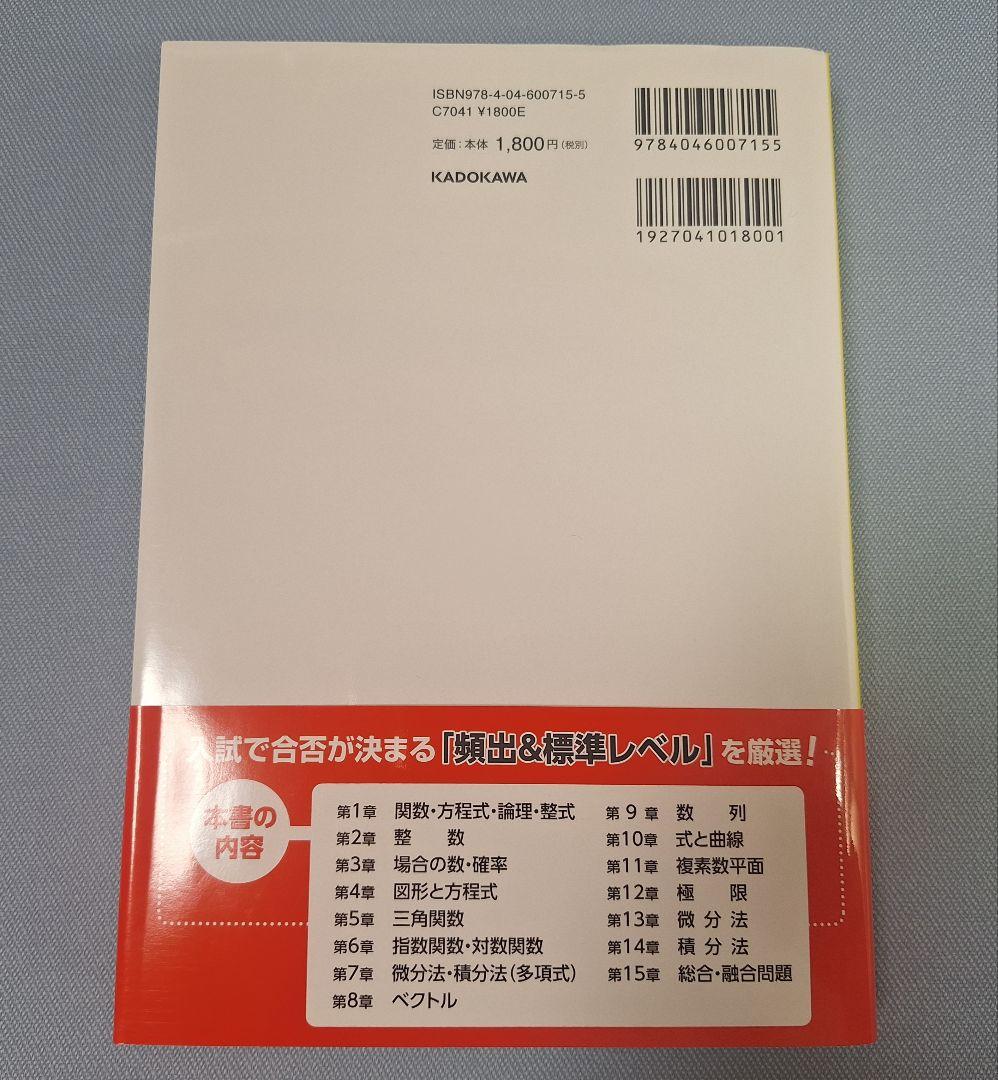 ISBN978-4-04-600715-5
C7041 ¥1800E
定価:本体 1,800円(税別)
KADOKAWA
9784046007155
1927041018001
入試で合否が決まる「頻出&標準レベル」を厳選!
本書の
内容
第1章 関数・方程式・論理・整式
第2章 整 数
第3章 場合の数・確率
第4章 図形と方程式
第5章 三角関数
第6章 指数関数・対数関数
第7章 微分法・積分法(多項式)
第8章 ベクトル
第9章 数 列
第10章 式と曲線
第11章 複素数平面
第12章 極 限
第13章 微分法
第14章 積分法
第15章 総合・融合問題